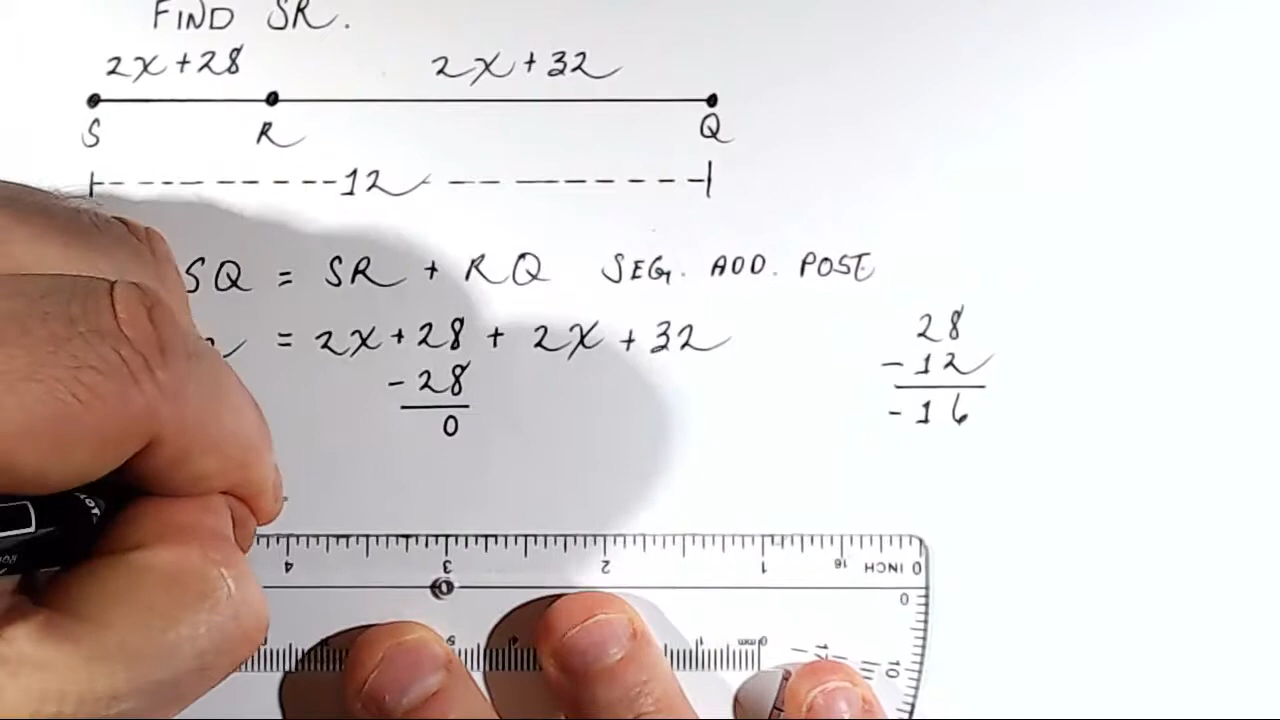 FIND SR.
2x+28 2x+32
S R Q
12
SQ = SR + RQ SEG. ADD. POST
= 2x+28 + 2x+32
-28
0
28
-12
-16
4 3 2 1 16 0 INCH
0
10